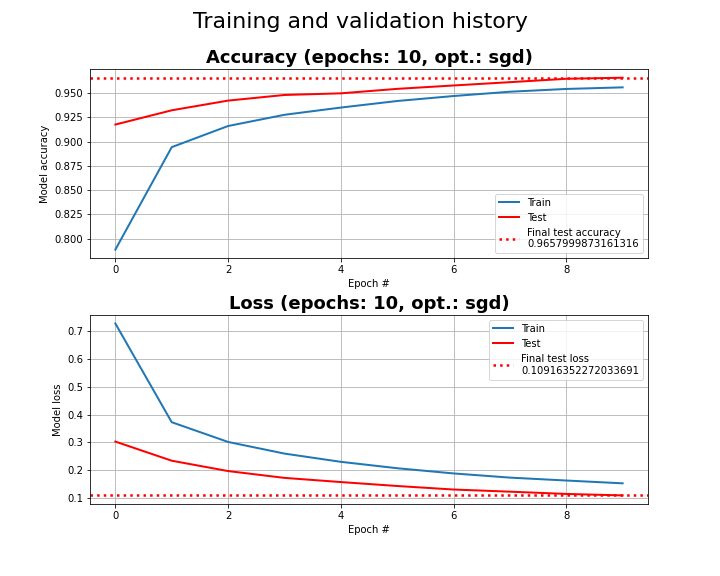 Training and validation history
Accuracy (epochs: 10, opt.: sgd)
0.950
0.925
0.900
0.875
0.850
0.825
0.800
Model accuracy
Train
Test
Final test accuracy
0.9657999873161316
0 2 4 6 8
Epoch #
Loss (epochs: 10, opt.: sgd)
0.7
0.6
0.5
0.4
0.3
0.2
0.1
Model loss
Train
Test
Final test loss
0.10916352272033691
0 2 4 6 8
Epoch #